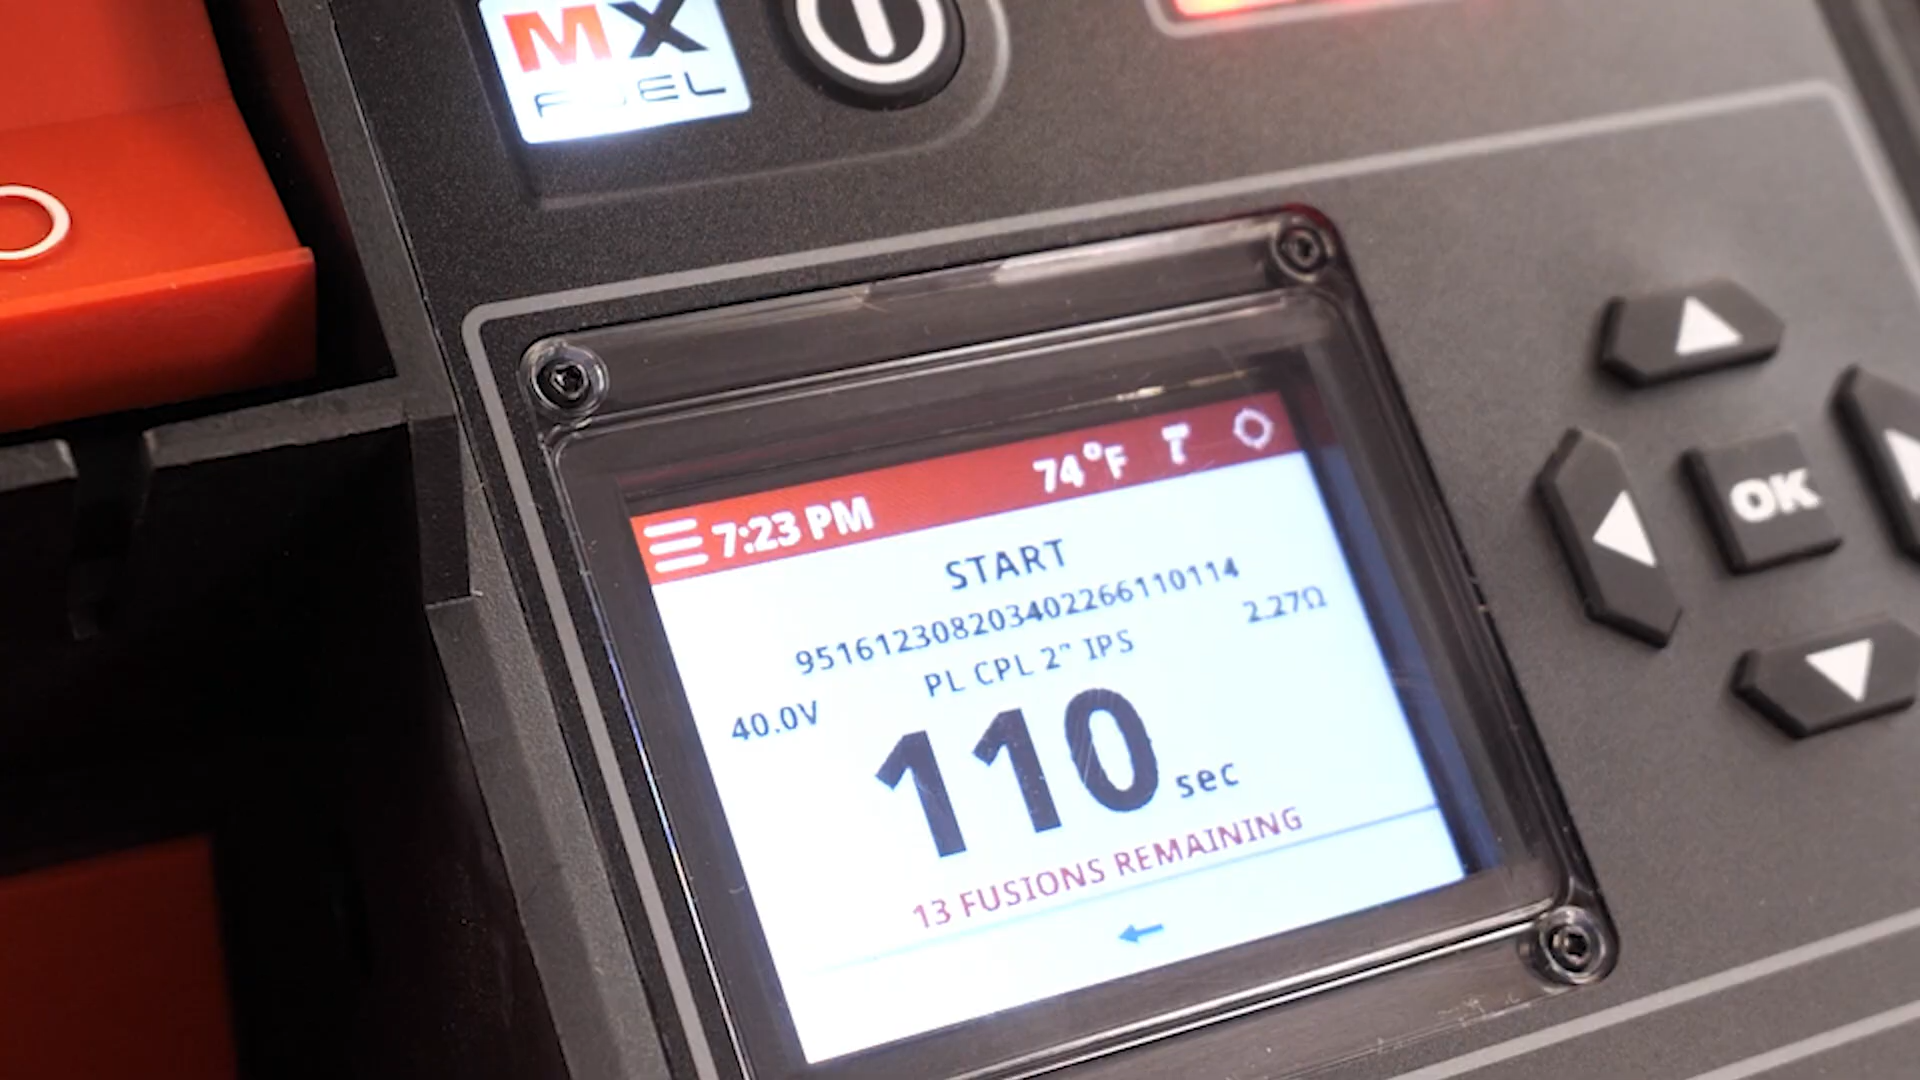 MX
FUEL
7:23 PM 74°F
START
951612308203402266110114
2.27Ω
PL CPL 2" IPS
40.0V
110 sec
13 FUSIONS REMAINING
OK